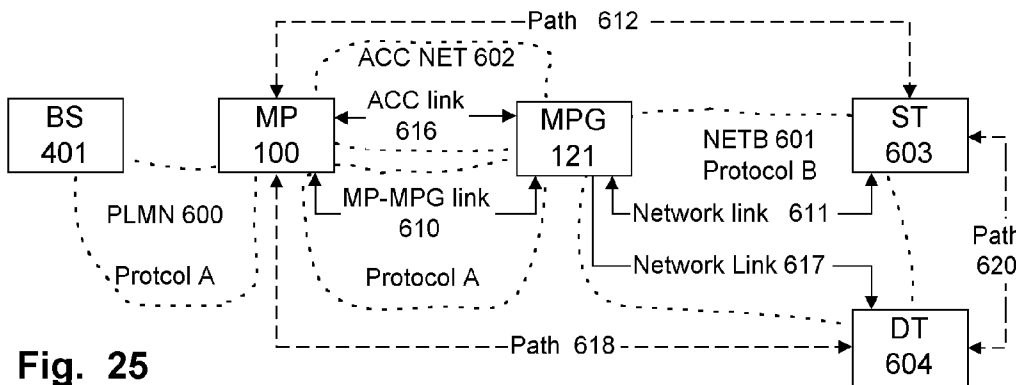 Path 612
ACC NET 602
BS
401
MP
100
ACC link
616
MPG
121
NETB 601
Protocol B
ST
603
PLMN 600
MP-MPG link
610
Network link 611
Protcol A
Protocol A
Network Link 617
Path
620
Path 618
DT
604
Fig. 25